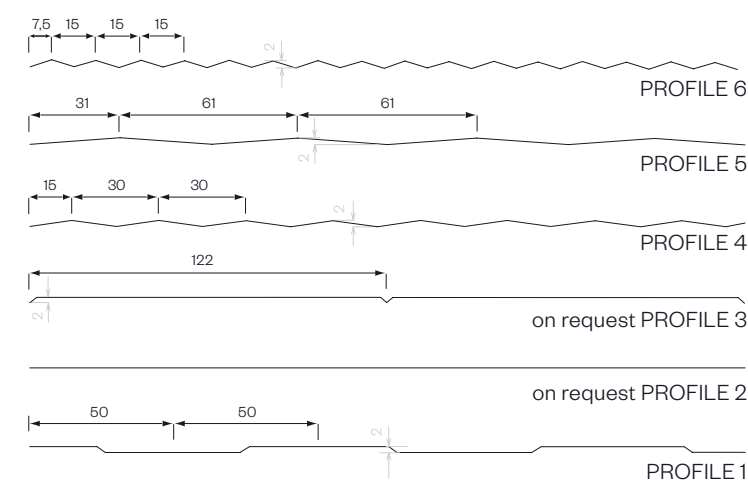 7,5 15 15 15
2
PROFILE 6
31 61 61
2
PROFILE 5
15 30 30
2
PROFILE 4
122
2
on request PROFILE 3
on request PROFILE 2
50 50
2
PROFILE 1